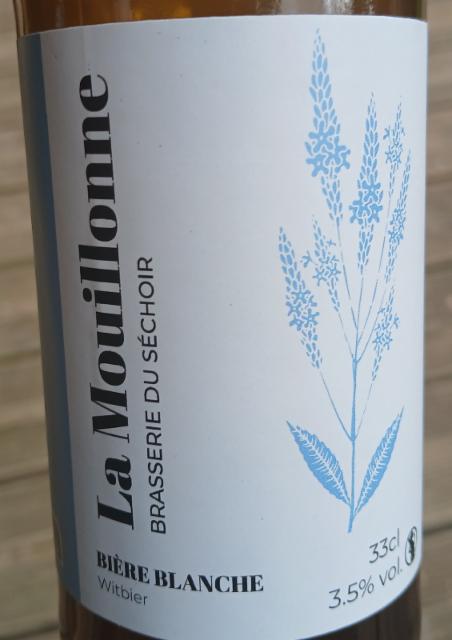 La Mouillonne
BRASSERIE DU SÉCHOIR
BIÈRE BLANCHE
Witbier
33cl
3.5% vol.